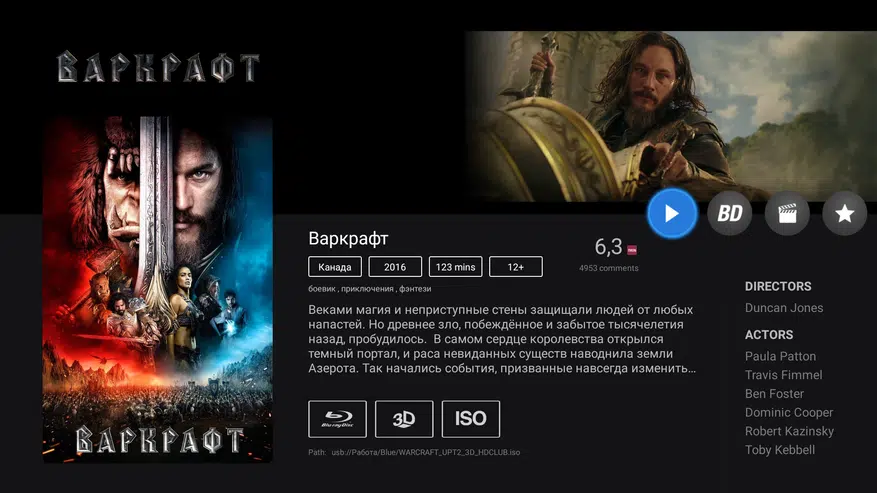 ВАРКРАФТ
BD
Варкрафт
Канада 2016 123 mins 12+
6,3
4953 comments
боевик , приключения , фэнтези
Веками магия и неприступные стены защищали людей от любых
напастей. Но древнее зло, побеждённое и забытое тысячелетия
назад, пробудилось. В самом сердце королевства открылся
темный портал, и раса невиданных существ наводнила земли
Азерота. Так начались события, призванные навсегда изменить...
Blu-ray Disc 3D ISO
Path: usb://Работа/Blue/WARCRAFT_UPT2_3D_HDCLUB.iso
DIRECTORS
Duncan Jones
ACTORS
Paula Patton
Travis Fimmel
Ben Foster
Dominic Cooper
Robert Kazinsky
Toby Kebbell
ВАРКРАФТ